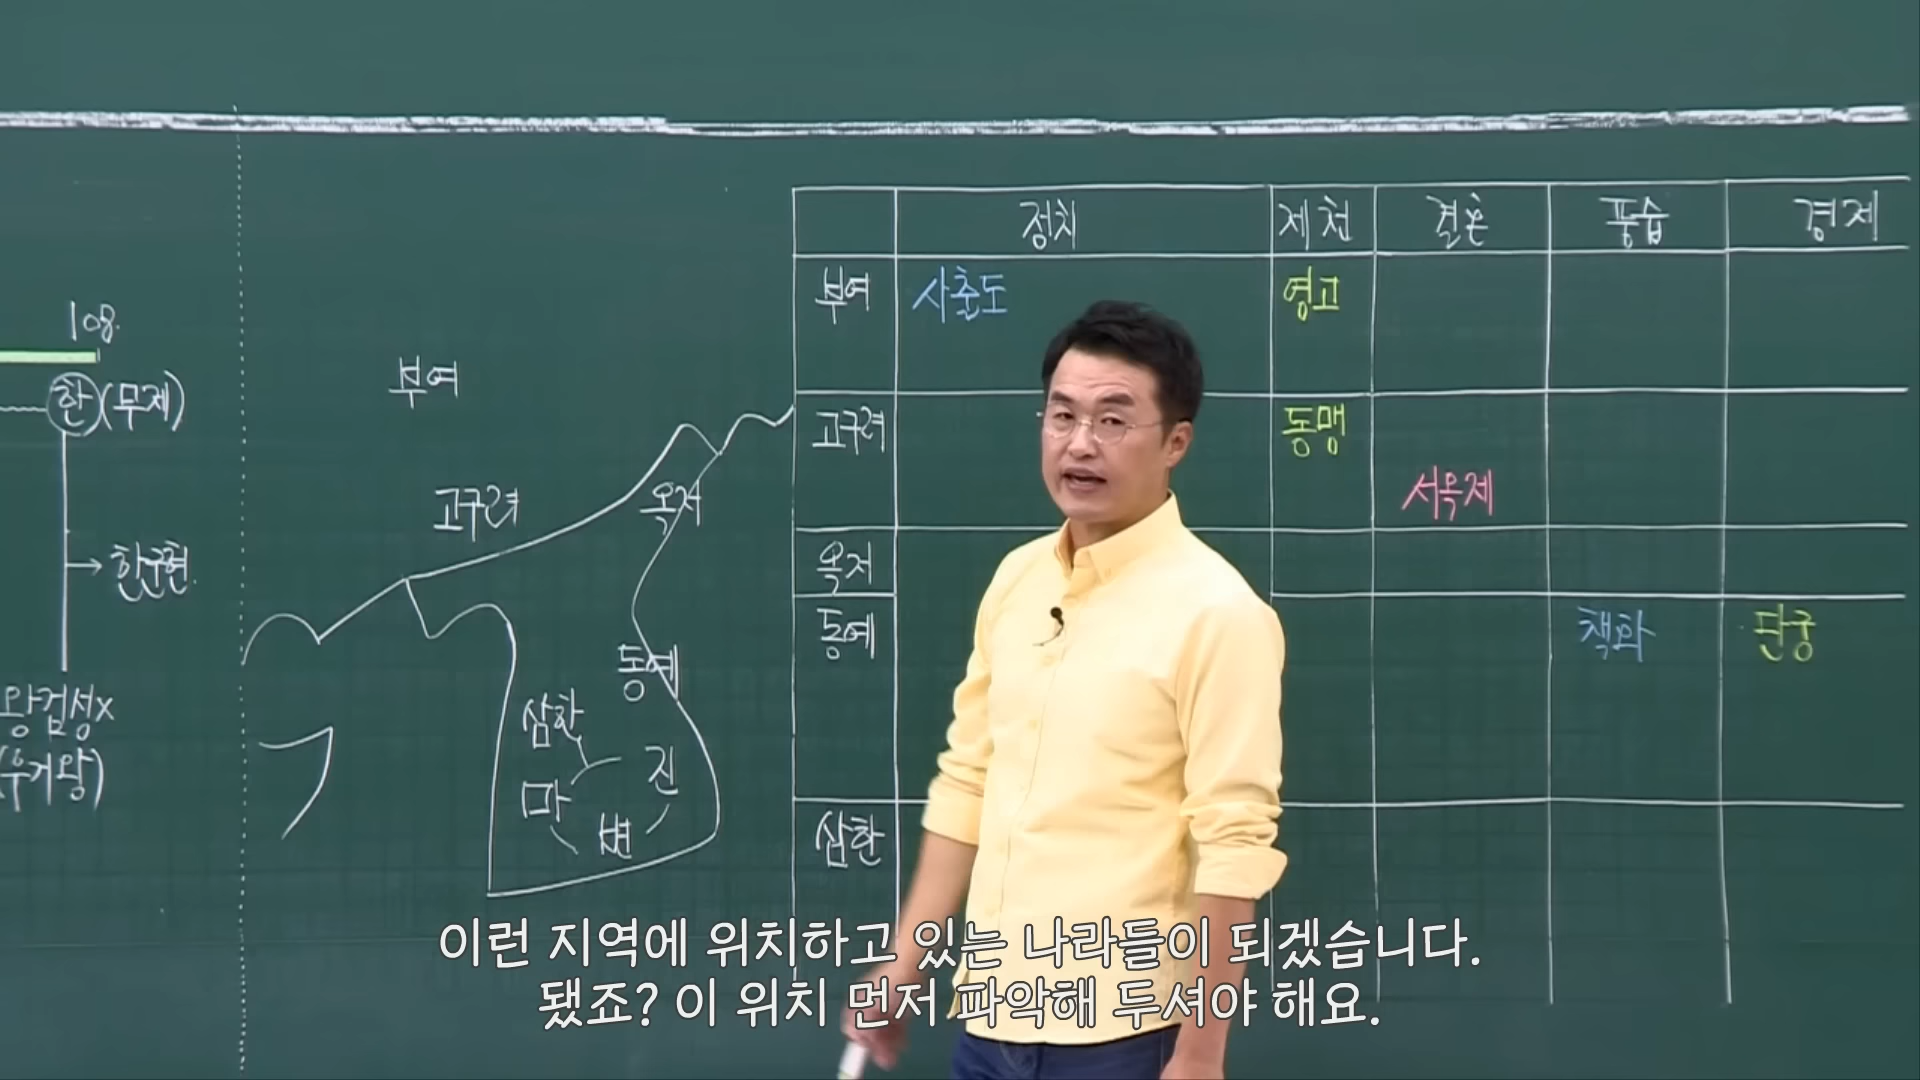 108.
한 (무제)
한군현.
왕검성x
(우거왕)
부여
고구려
옥저
동예
삼한
마
진
변
정치 제천 결혼 풍습 경제
부여 사출도 영고
고구려 동맹
서옥제
옥저
동예 책화 단궁
삼한
이런 지역에 위치하고 있는 나라들이 되겠습니다.
됐죠? 이 위치 먼저 파악해 두셔야 해요.